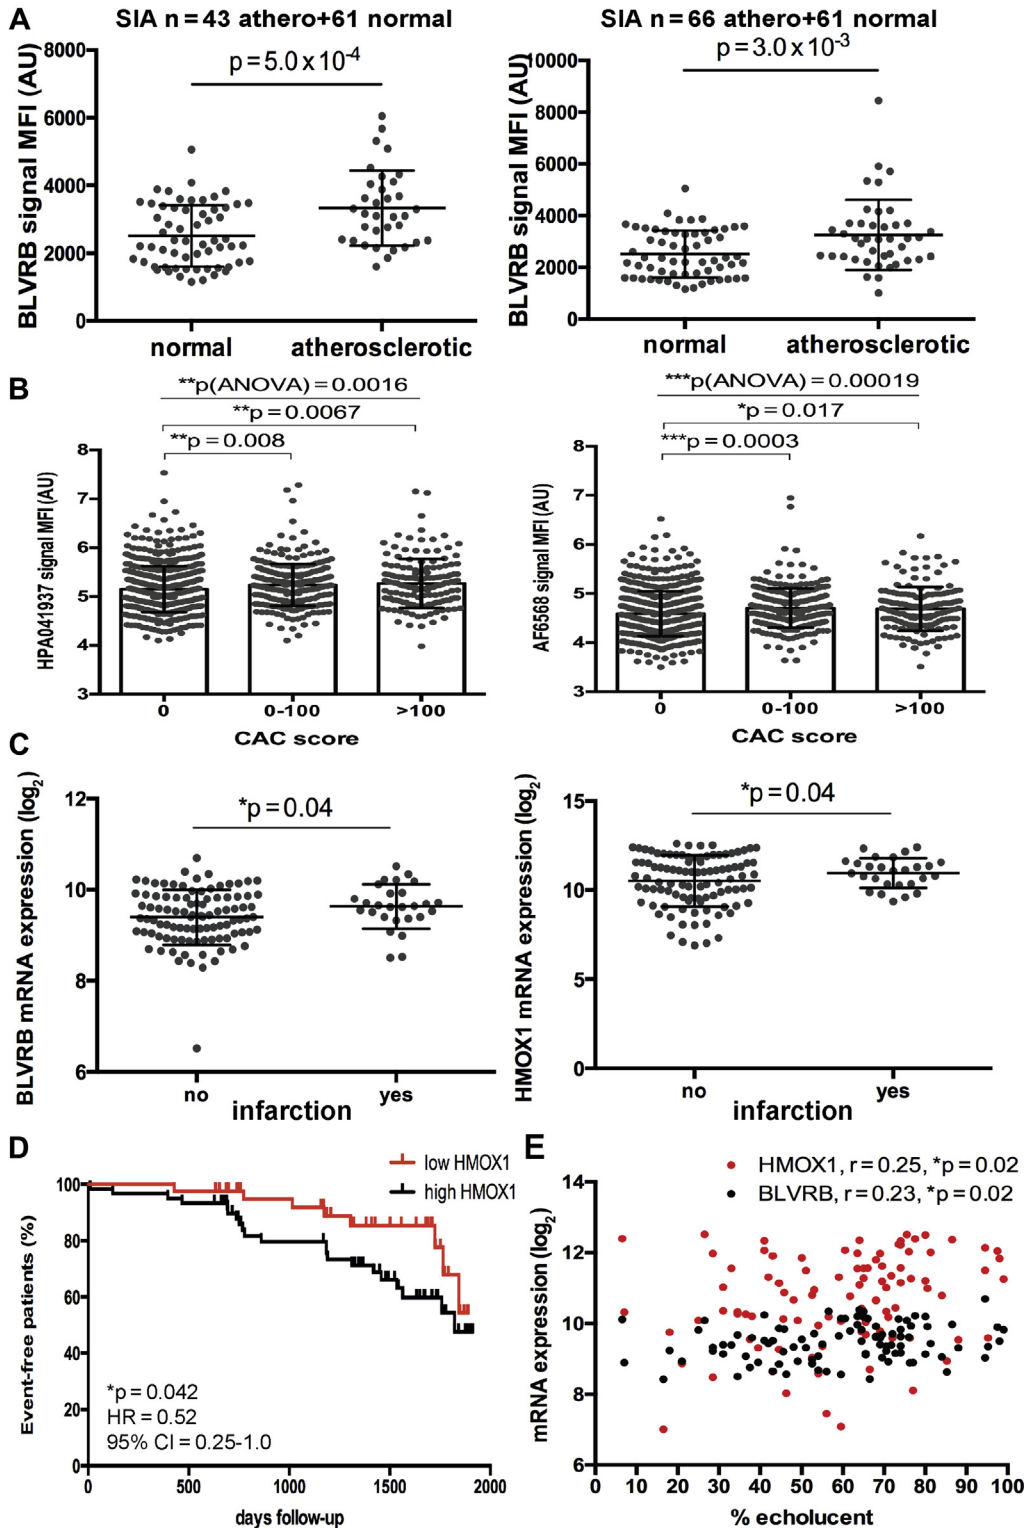 A
SIA n=43 athero+61 normal
SIA n=66 athero+61 normal
p=5.0 x 10-4
p=3.0 x 10-3
BLVRB signal MFI (AU)
8000
6000
4000
2000
0
normal
atherosclerotic
BLVRB signal MFI (AU)
10000
8000
6000
4000
2000
0
normal
atherosclerotic
B
**p(ANOVA)=0.0016
**p=0.0067
**p=0.008
HPA041937 signal MFI (AU)
8
7
6
5
4
3
0
0-100
>100
CAC score
***p(ANOVA)=0.00019
*p=0.017
***p=0.0003
AF6568 signal MFI (AU)
8
7
6
5
4
3
0
0-100
>100
CAC score
C
BLVRB mRNA expression (log2)
*p=0.04
12
10
8
6
no
yes
infarction
HMOX1 mRNA expression (log2)
*p=0.04
15
10
5
0
no
yes
infarction
D
low HMOX1
high HMOX1
Event-free patients (%)
100
80
60
40
20
0
*p=0.042
HR=0.52
95% CI=0.25-1.0
0
500
1000
1500
2000
days follow-up
E
HMOX1, r=0.25, *p=0.02
BLVRB, r=0.23, *p=0.02
mRNA expression (log2)
14
12
10
8
6
0 10 20 30 40 50 60 70 80 90 100
% echolucent